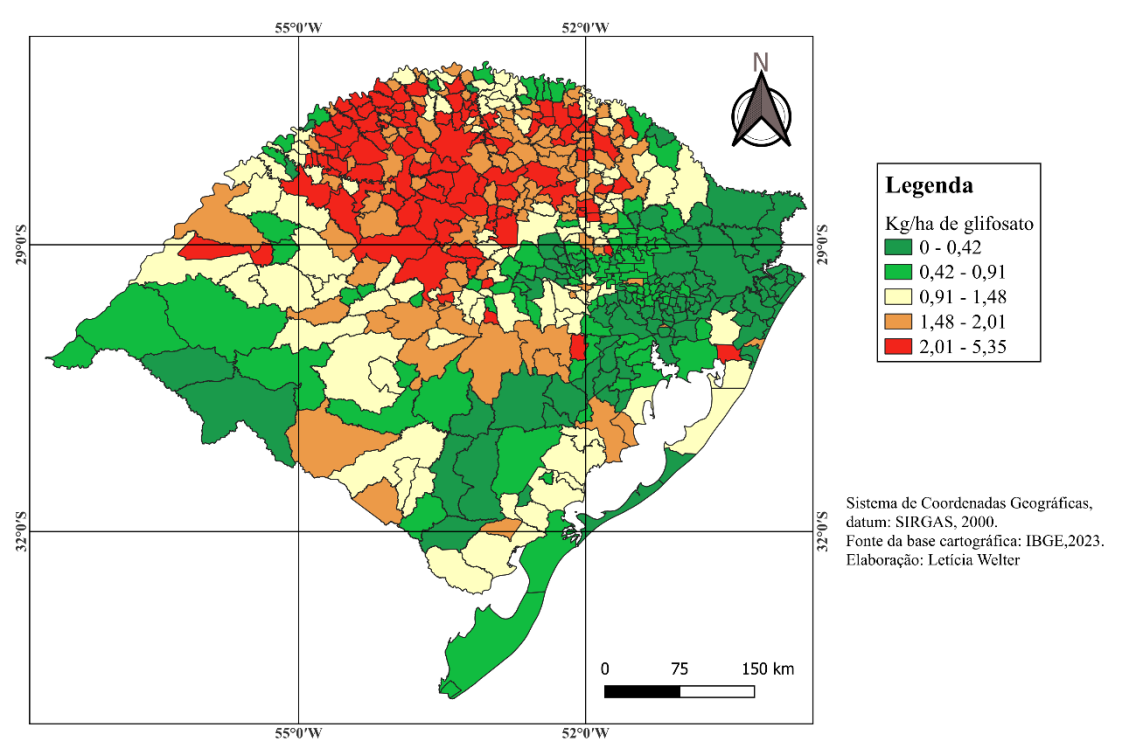 55°0'W 52°0'W
N
29°0'S 29°0'S
32°0'S 32°0'S
0 75 150 km
55°0'W 52°0'W
Legenda
Kg/ha de glifosato
0 - 0,42
0,42 - 0,91
0,91 - 1,48
1,48 - 2,01
2,01 - 5,35
Sistema de Coordenadas Geográficas,
datum: SIRGAS, 2000.
Fonte da base cartográfica: IBGE,2023.
Elaboração: Letícia Welter